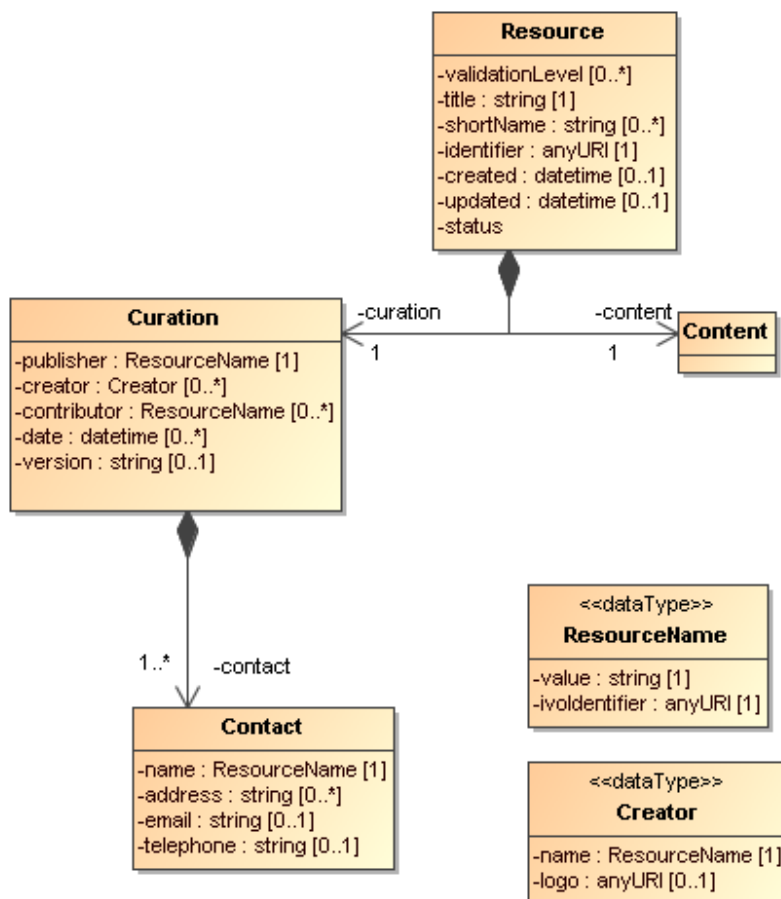 Resource
-validationLevel [0..*]
-title : string [1]
-shortName : string [0..*]
-identifier : anyURI [1]
-created : datetime [0..1]
-updated : datetime [0..1]
-status
-curation
1
-content
1
Curation
-publisher : ResourceName [1]
-creator : Creator [0..*]
-contributor : ResourceName [0..*]
-date : datetime [0..*]
-version : string [0..1]
Content
1..*
-contact
Contact
-name : ResourceName [1]
-address : string [0..*]
-email : string [0..1]
-telephone : string [0..1]
<<dataType>>
ResourceName
-value : string [1]
-ivoIdentifier : anyURI [1]
<<dataType>>
Creator
-name : ResourceName [1]
-logo : anyURI [0..1]